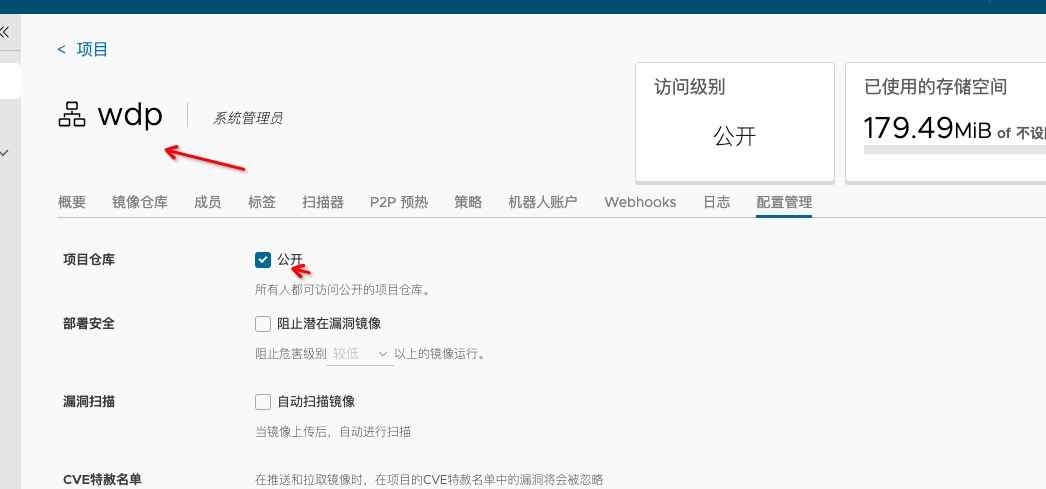 < 项目
wdp 系统管理员
访问级别
公开
已使用的存储空间
179.49MiB of 不设
概要 镜像仓库 成员 标签 扫描器 P2P 预热 策略 机器人账户 Webhooks 日志 配置管理
项目仓库 公开
所有人都可访问公开的项目仓库。
部署安全 阻止潜在漏洞镜像
阻止危害级别 较低 以上的镜像运行。
漏洞扫描 自动扫描镜像
当镜像上传后，自动进行扫描
CVE特赦名单 在推送和拉取镜像时，在项目的CVE特赦名单中的漏洞将会被忽略